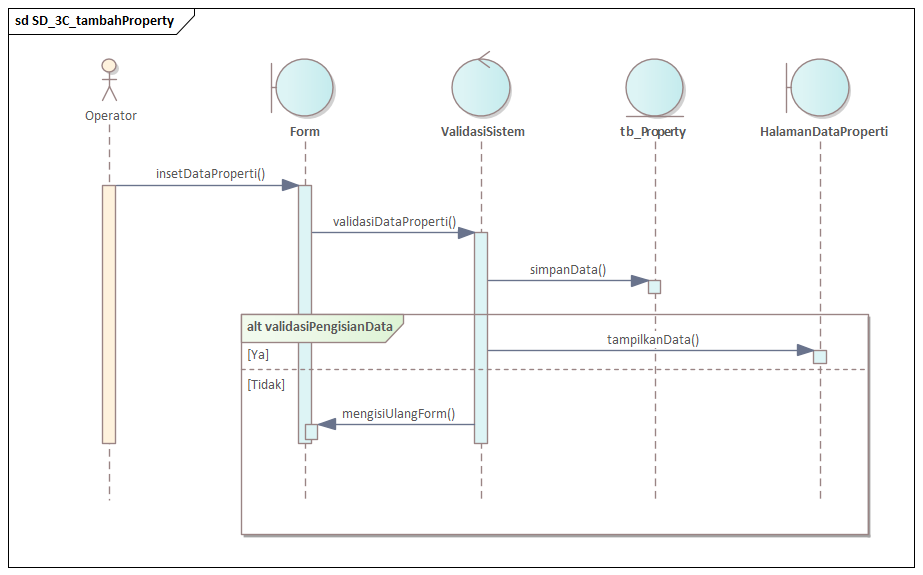 sd SD_3C_tambahProperty
Operator
Form
ValidasiSistem
tb_Property
HalamanDataProperti
insetDataProperti()
validasiDataProperti()
simpanData()
alt validasiPengisianData
tampilkanData()
[Ya]
[Tidak]
mengisiUlangForm()